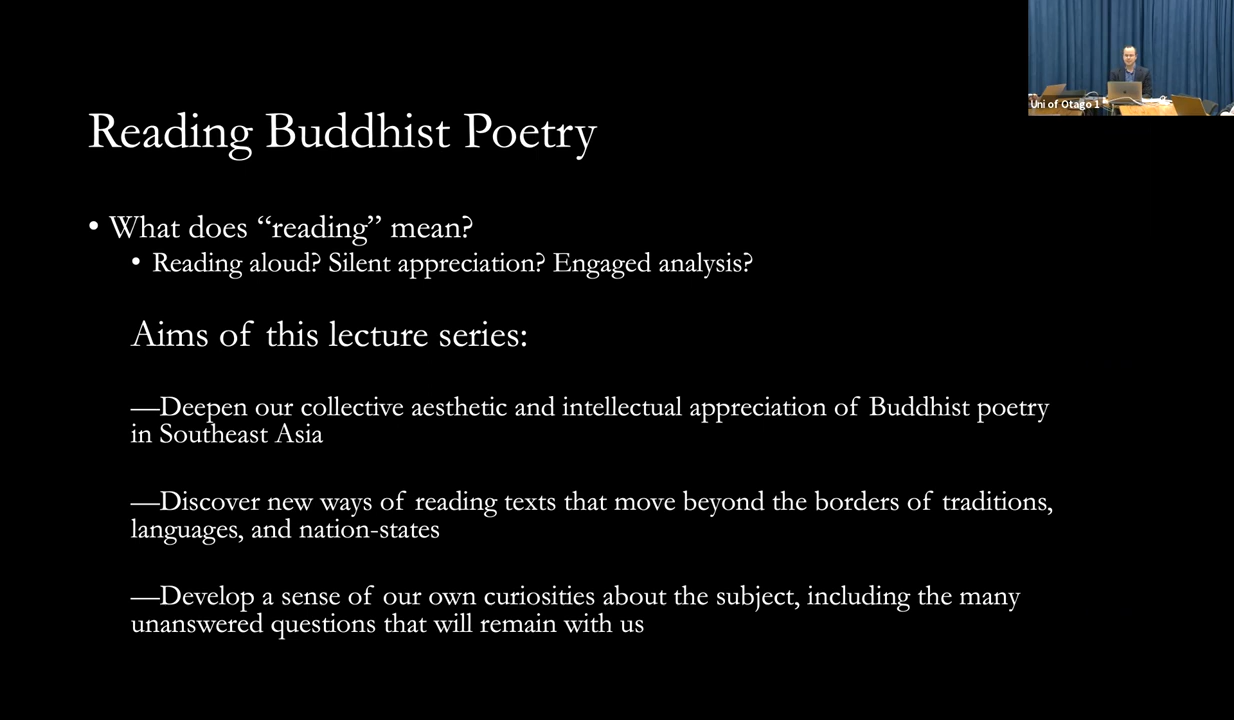 Reading Buddhist Poetry
• What does “reading” mean?
• Reading aloud? Silent appreciation? Engaged analysis?
Aims of this lecture series:
—Deepen our collective aesthetic and intellectual appreciation of Buddhist poetry
in Southeast Asia
—Discover new ways of reading texts that move beyond the borders of traditions,
languages, and nation-states
—Develop a sense of our own curiosities about the subject, including the many
unanswered questions that will remain with us
Uni of Otago 1